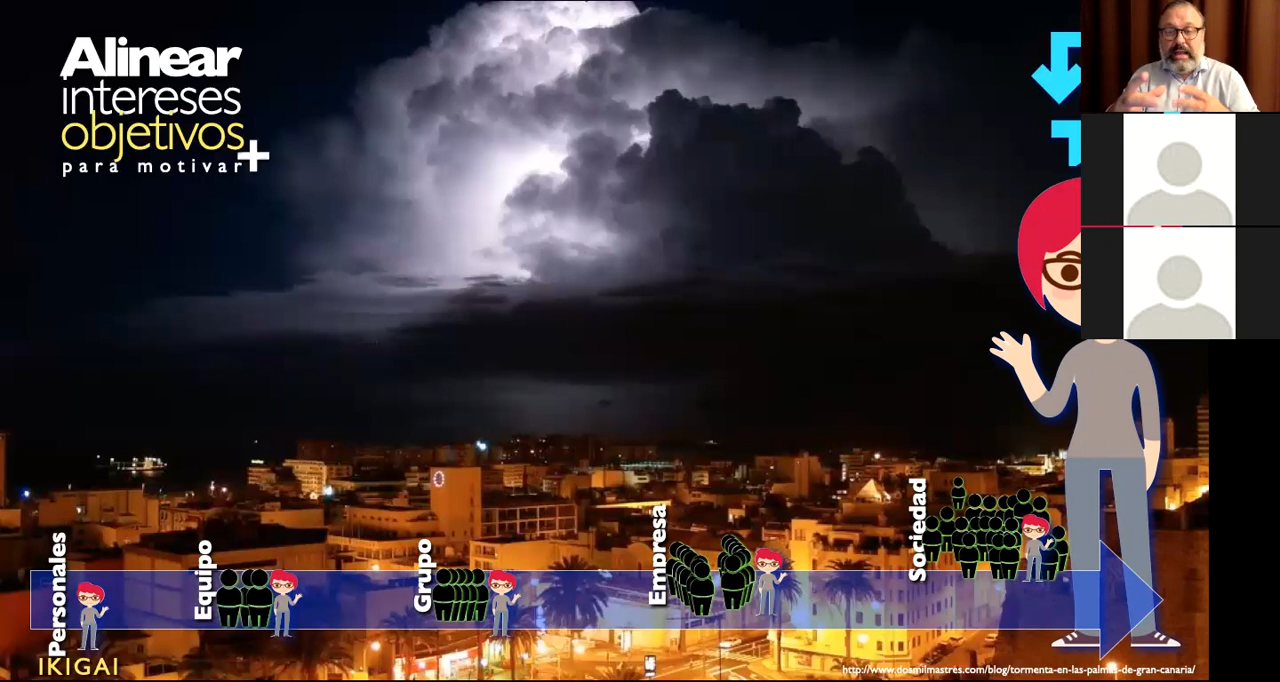 Alinear
intereses
objetivos
para motivar+
Personales
Equipo
Grupo
Empresa
Sociedad
IKIGAI
http://www.dosmilmastres.com/blog/tormenta-en-las-palmas-de-gran-canaria/